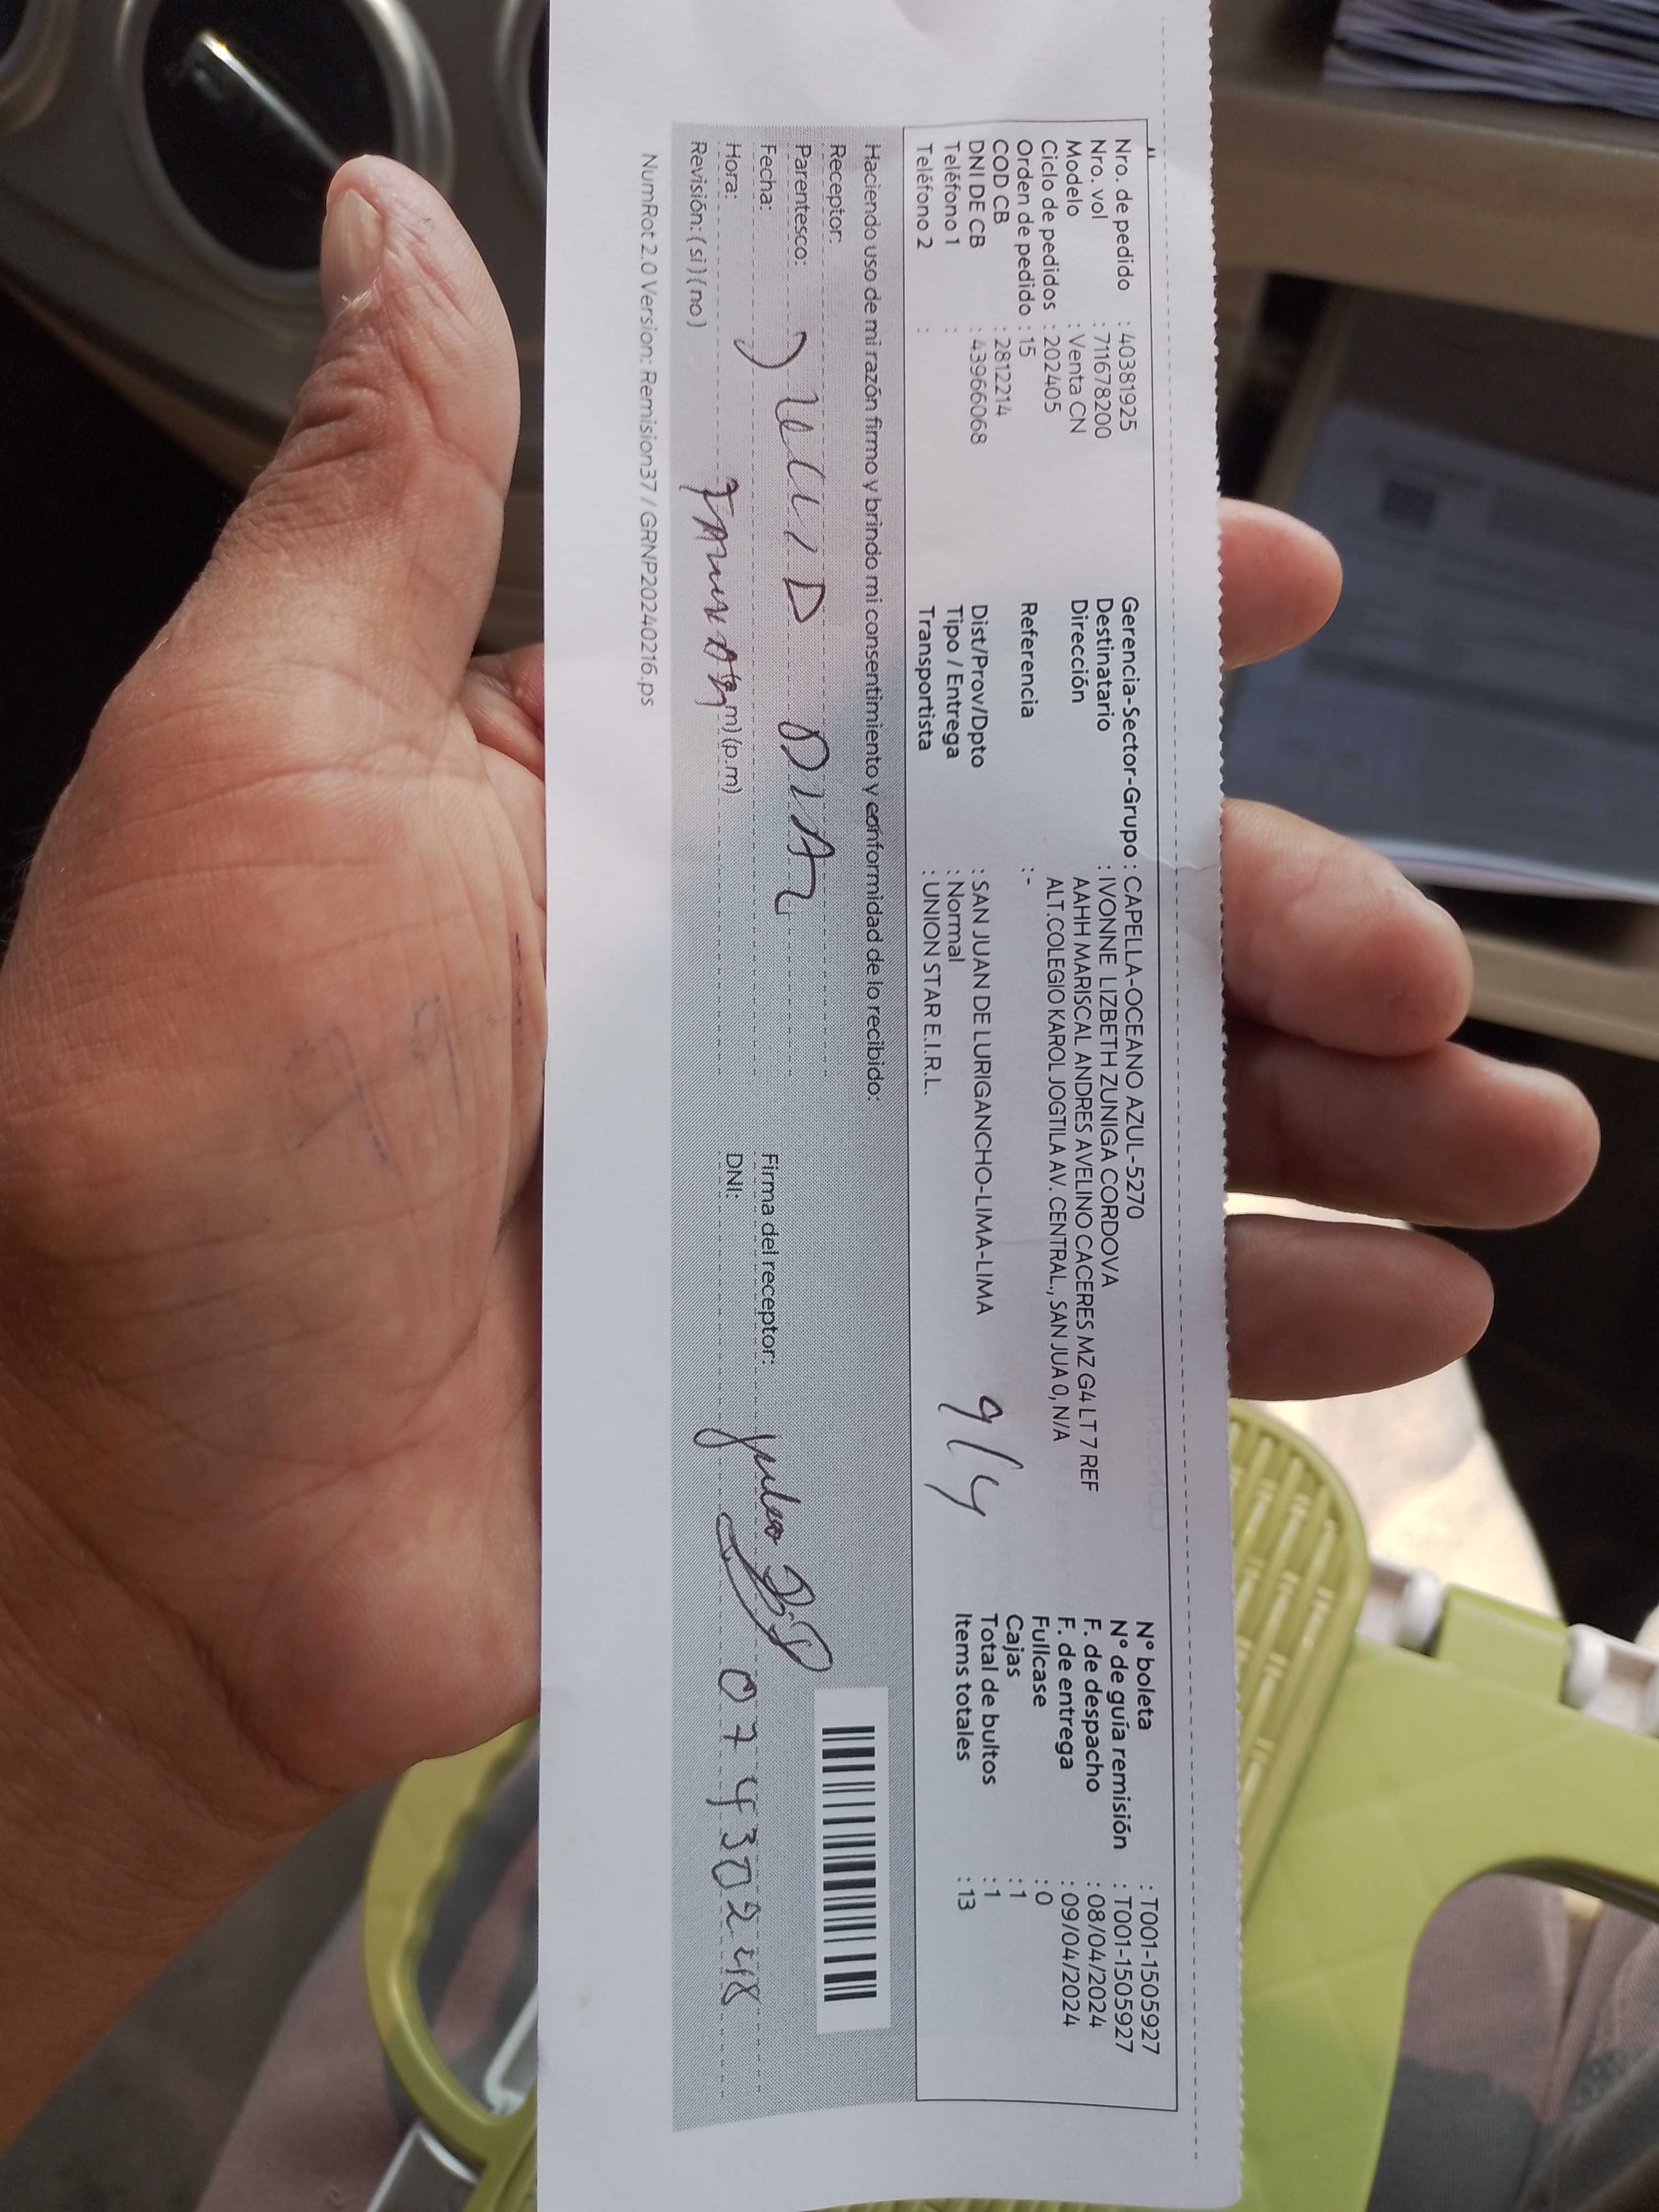 Nro. de pedido : 40381925
Nro. vol : 711678200
Modelo : Venta CN
Ciclo de pedidos : 202405
Orden de pedido : 15
COD CB : 2812214
DNI DE CB : 43966068
Teléfono 1 :
Teléfono 2 :
Gerencia-Sector-Grupo : CAPELLA-OCEANO AZUL-5270
Destinatario : IVONNE LIZBETH ZUNIGA CORDOVA
Dirección AAHH MARISCAL ANDRES AVELINO CACERES MZ G4 LT 7 REF
ALT.COLEGIO KAROL JOGTILA AV. CENTRAL., SAN JUA 0, N/A
Referencia : -
Dist/Prov/Dpto : SAN JUAN DE LURIGANCHO-LIMA-LIMA
Tipo / Entrega : Normal
Transportista : UNION STAR E.I.R.L.
9/4
N° boleta : T001-1505927
N° de guía remisión : T001-1505927
F. de despacho : 08/04/2024
F. de entrega : 09/04/2024
Fullcase : 0
Cajas : 1
Total de bultos : 1
Items totales : 13
Haciendo uso de mi razón firmo y brindo mi consentimiento y conformidad de lo recibido:
Receptor:
Parentesco:
Fecha:
Hora: m) (p.m)
Revisión: ( si ) ( no )
DIAZ
Firma del receptor:
DNI: 07430248
NumRot 2.0 Version: Remision37 / GRNP20240216.ps